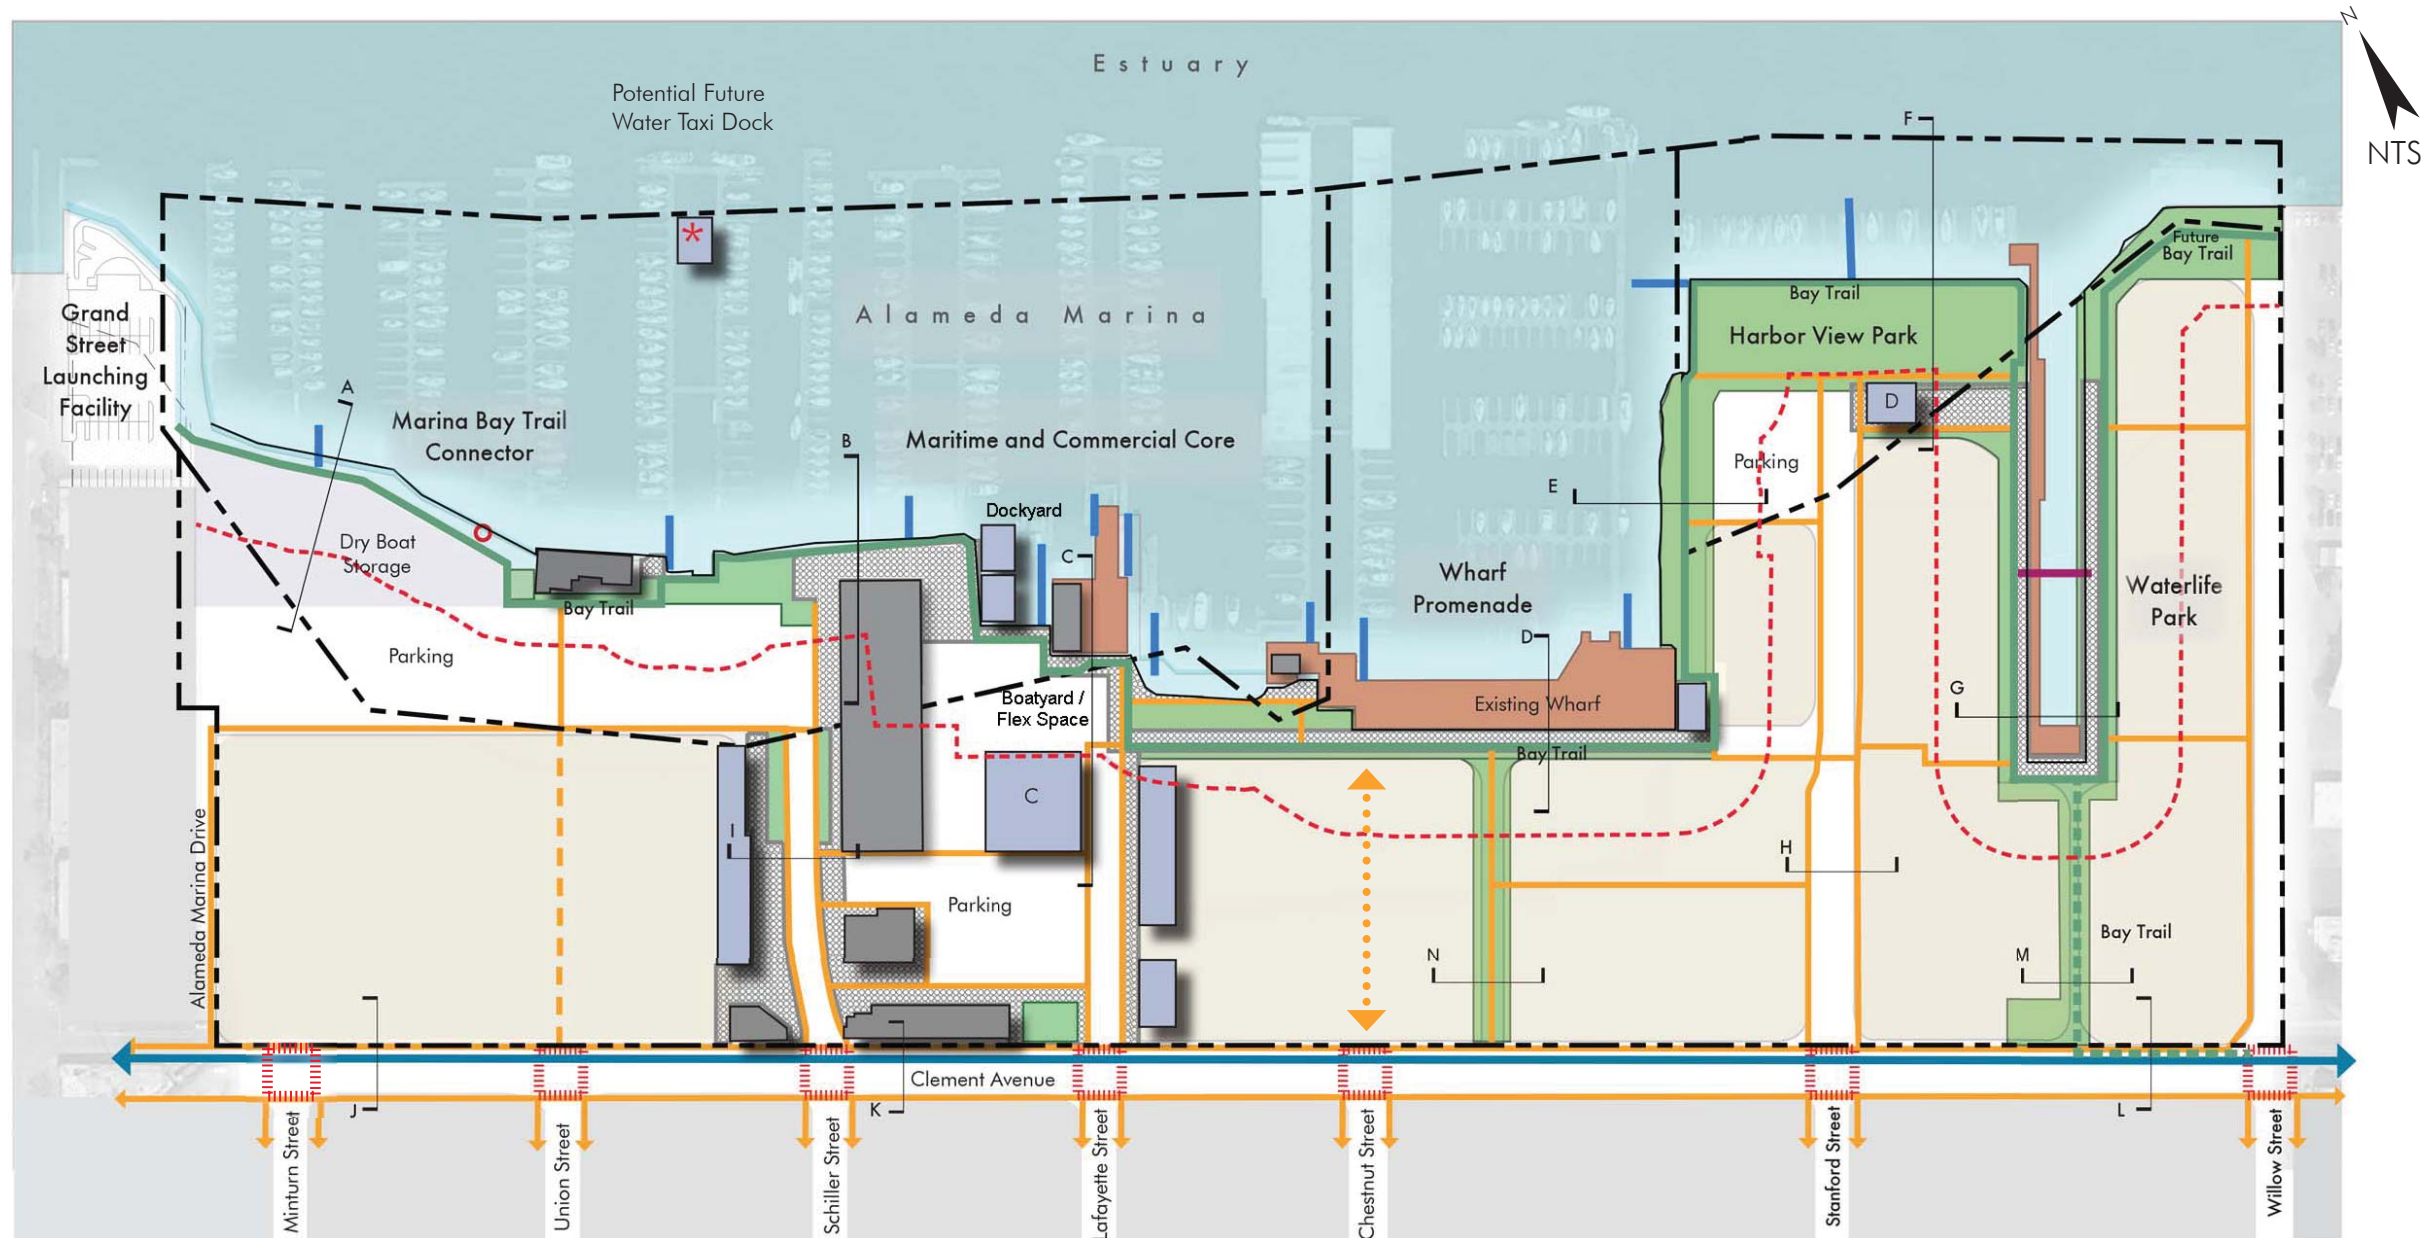 N
NTS
Estuary
Potential Future
Water Taxi Dock
*
F
Grand
Street
Launching
Facility
Future
Bay Trail
Bay Trail
Harbor View Park
Alameda Marina
A
Marina Bay Trail
Connector
B
Maritime and Commercial Core
D
Parking
E
Dockyard
C
Dry Boat
Storage
Bay Trail
Wharf
Promenade
D
Waterlife
Park
Parking
Boatyard /
Flex Space
Existing Wharf
G
Bay Trail
C
I
H
Alameda Marina Drive
Parking
N
M
Bay Trail
Clement Avenue
J
K
L
Minturn Street
Union Street
Schiller Street
Lafayette Street
Chestnut Street
Stanford Street
Willow Street